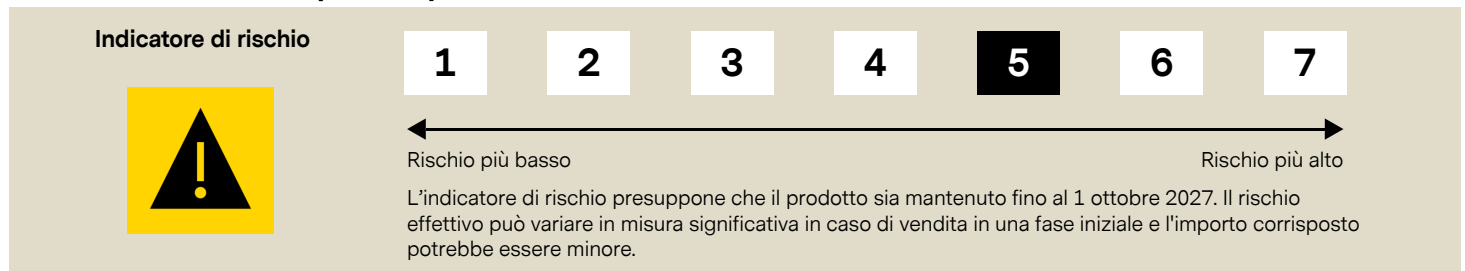 Indicatore di rischio
1 2 3 4 5 6 7
Rischio più basso
Rischio più alto
L’indicatore di rischio presuppone che il prodotto sia mantenuto fino al 1 ottobre 2027. Il rischio
effettivo può variare in misura significativa in caso di vendita in una fase iniziale e l'importo corrisposto
potrebbe essere minore.